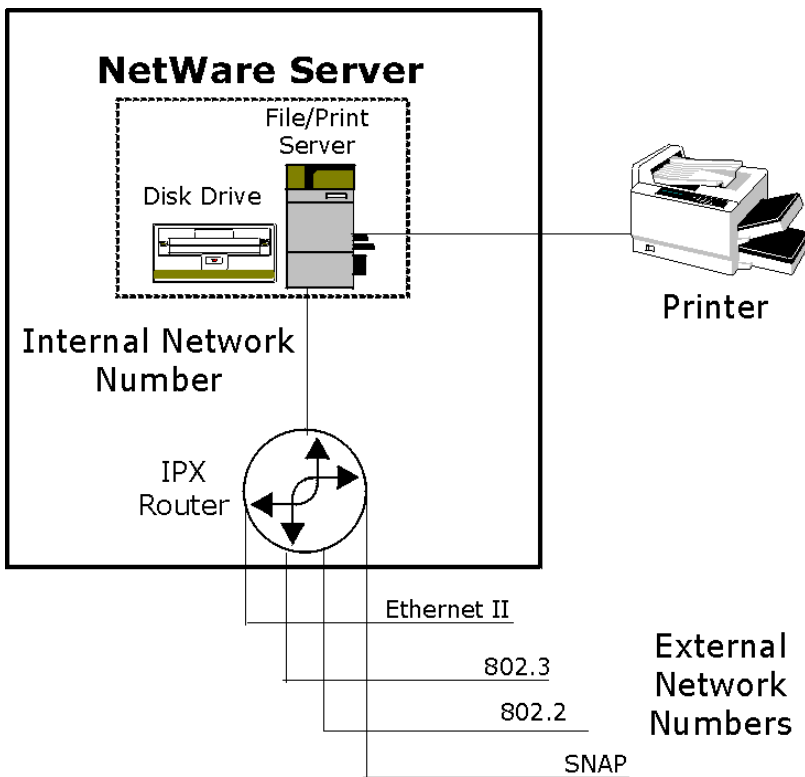 NetWare Server
File/Print
Server
Disk Drive
Printer
Internal Network
Number
IPX
Router
Ethernet II
802.3
802.2
SNAP
External
Network
Numbers